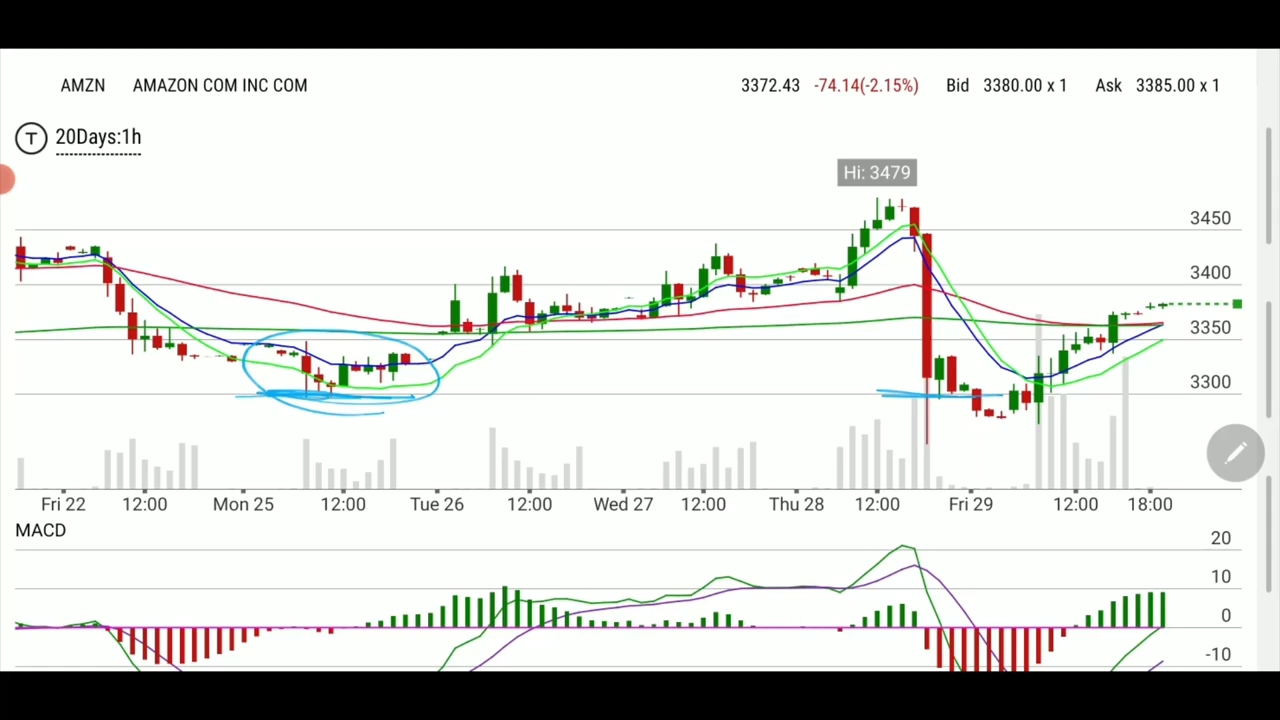 AMZN AMAZON COM INC COM 3372.43 -74.14(-2.15%) Bid 3380.00 x 1 Ask 3385.00 x 1
T 20Days:1h
Hi: 3479
3450
3400
3350
3300
Fri 22 12:00 Mon 25 12:00 Tue 26 12:00 Wed 27 12:00 Thu 28 12:00 Fri 29 12:00 18:00
MACD
20
10
0
-10